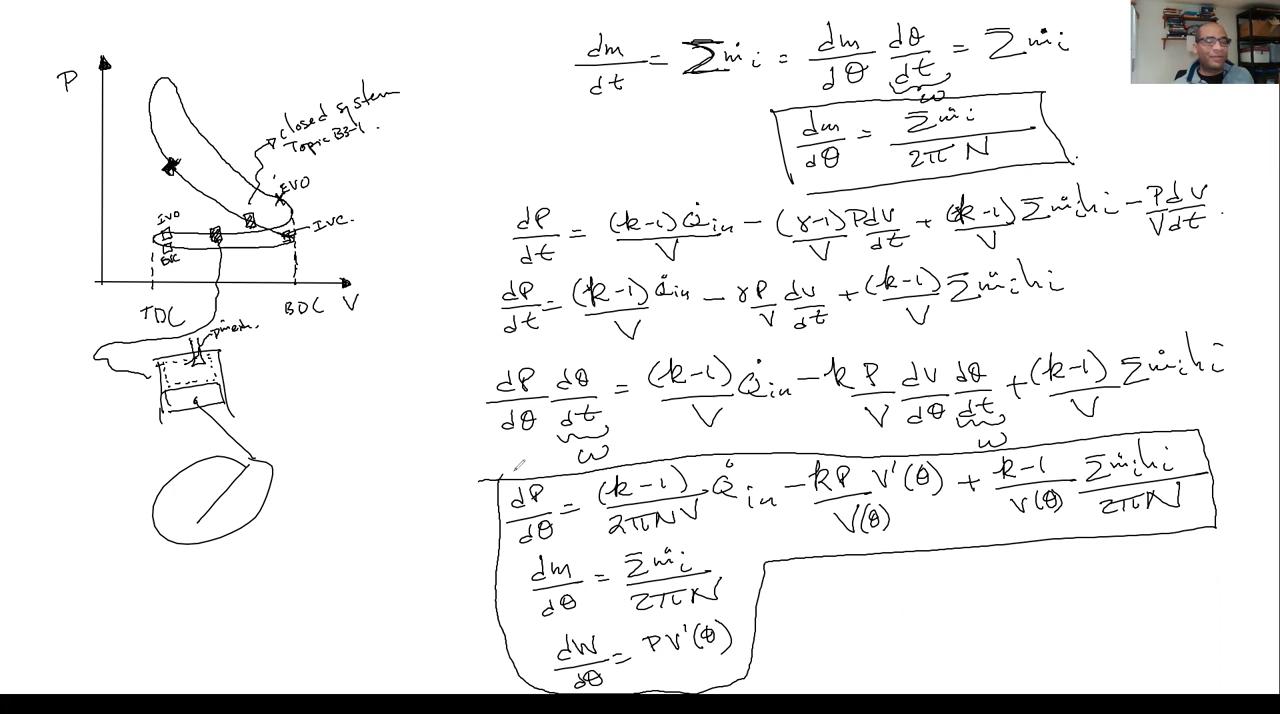 P
closed system
Topic B3-1.
EVO
IVO
IVC.
EVC
TDC
BDC
V
dm/dt = Σṁi = dm/dθ dθ/dt = Σṁi
ω
dm/dθ = Σṁi / 2πN
dP/dt = (k-1)Q̇in / V - (γ-1)/V PdV/dt + (k-1)/V Σṁihi - P/V dV/dt.
dP/dt = (k-1)Q̇in / V - γP/V dV/dt + (k-1)/V Σṁihi
dP/dθ dθ/dt = (k-1)/V Q̇in - k P/V dV/dθ dθ/dt + (k-1)/V Σṁihi
ω ω
dP/dθ = (k-1)/2πNV Q̇in - kP/V(θ) V'(θ) + k-1/V(θ) Σṁihi/2πN
dm/dθ = Σṁi / 2πN
dW/dθ = PV'(θ)